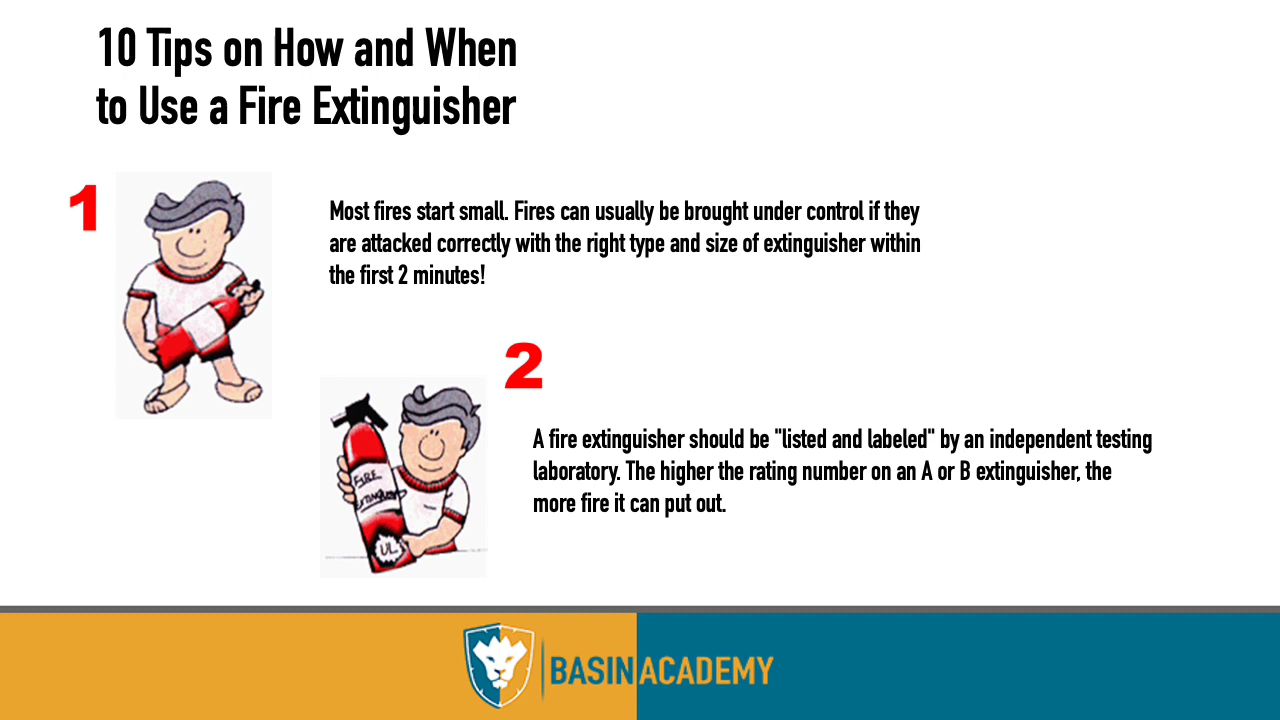 10 Tips on How and When
to Use a Fire Extinguisher
1
Most fires start small. Fires can usually be brought under control if they
are attacked correctly with the right type and size of extinguisher within
the first 2 minutes!
2
A fire extinguisher should be "listed and labeled" by an independent testing
laboratory. The higher the rating number on an A or B extinguisher, the
more fire it can put out.
FIRE
UL
BASIN ACADEMY